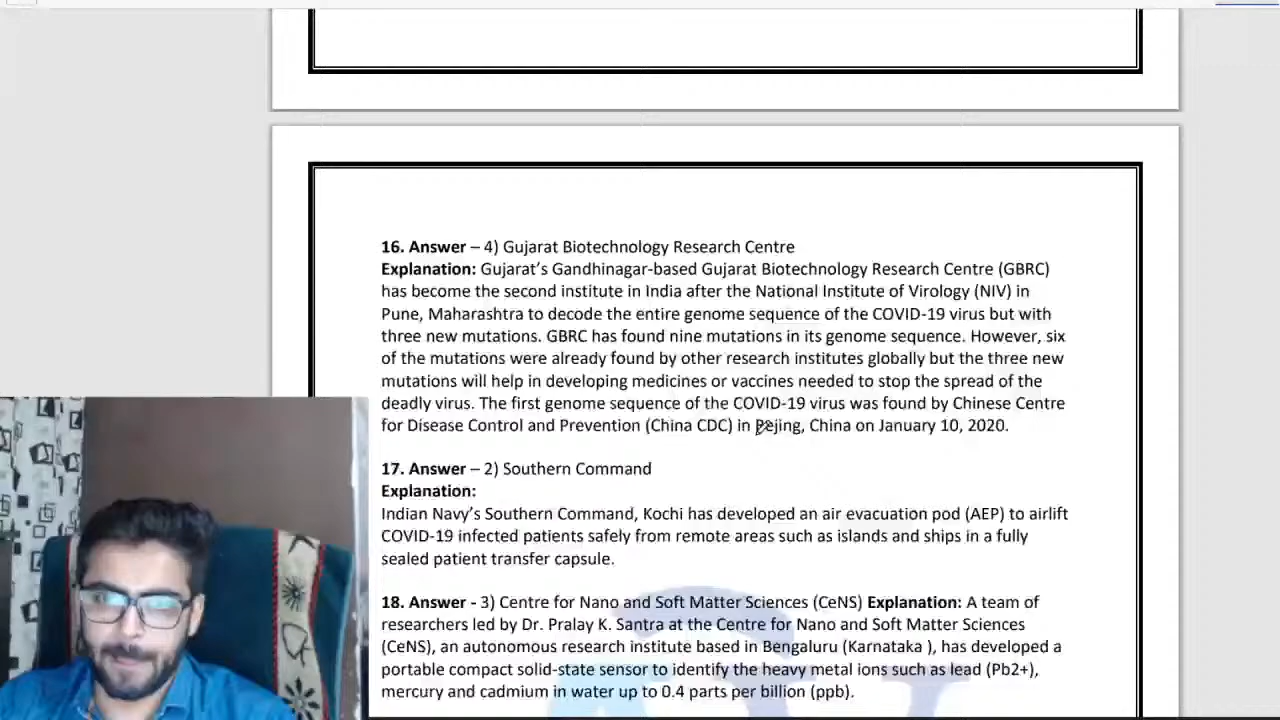 16. Answer – 4) Gujarat Biotechnology Research Centre
Explanation: Gujarat’s Gandhinagar-based Gujarat Biotechnology Research Centre (GBRC)
has become the second institute in India after the National Institute of Virology (NIV) in
Pune, Maharashtra to decode the entire genome sequence of the COVID-19 virus but with
three new mutations. GBRC has found nine mutations in its genome sequence. However, six
of the mutations were already found by other research institutes globally but the three new
mutations will help in developing medicines or vaccines needed to stop the spread of the
deadly virus. The first genome sequence of the COVID-19 virus was found by Chinese Centre
for Disease Control and Prevention (China CDC) in Bejing, China on January 10, 2020.
17. Answer – 2) Southern Command
Explanation:
Indian Navy’s Southern Command, Kochi has developed an air evacuation pod (AEP) to airlift
COVID-19 infected patients safely from remote areas such as islands and ships in a fully
sealed patient transfer capsule.
18. Answer - 3) Centre for Nano and Soft Matter Sciences (CeNS) Explanation: A team of
researchers led by Dr. Pralay K. Santra at the Centre for Nano and Soft Matter Sciences
(CeNS), an autonomous research institute based in Bengaluru (Karnataka ), has developed a
portable compact solid-state sensor to identify the heavy metal ions such as lead (Pb2+),
mercury and cadmium in water up to 0.4 parts per billion (ppb).